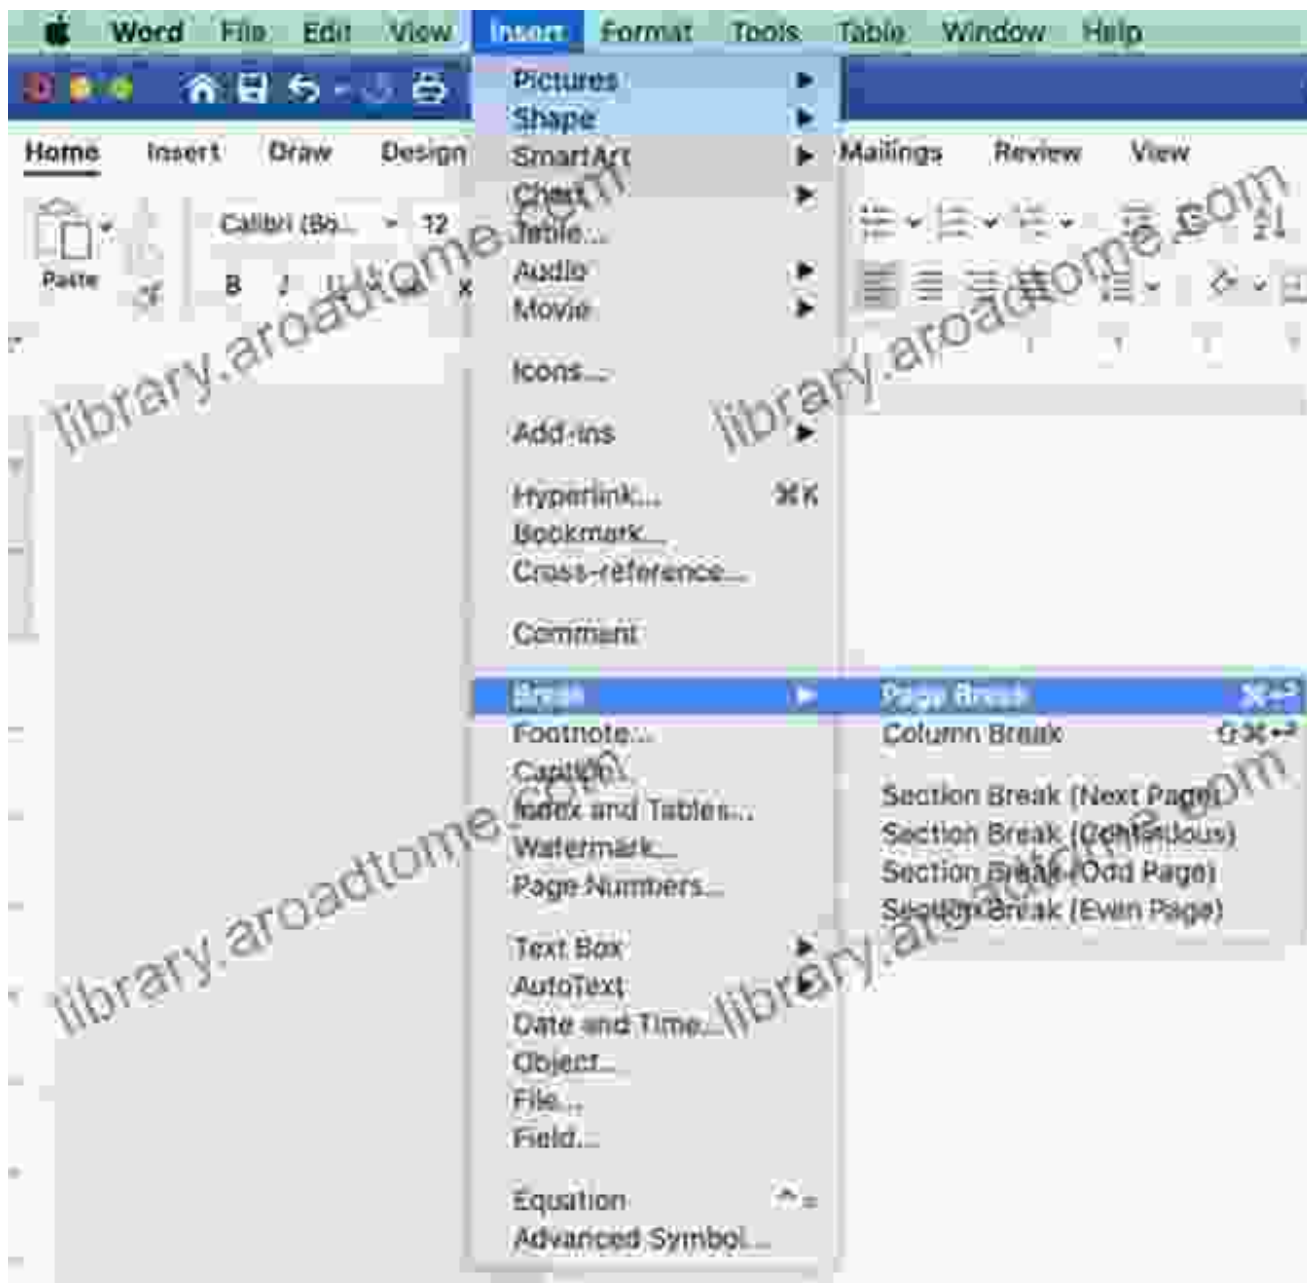 Word File Edit View Insert Format Tools Table Window Help
Home Insert Draw Design Mailings Review View
Paste
Calibri (Bo... 12
B I U
Pictures
Shape
SmartArt
Chart
Table...
Audio
Movie
Icons...
Add-ins
Hyperlink... ⌘K
Bookmark...
Cross-reference...
Comment
Break
Footnote...
Caption...
Index and Tables...
Watermark...
Page Numbers...
Text Box
AutoText
Date and Time...
Object...
File...
Field...
Equation ^=
Advanced Symbol...
Page Break ⌘↩
Column Break ⇧⌘↩
Section Break (Next Page)
Section Break (Continuous)
Section Break (Odd Page)
Section Break (Even Page)
library.aroadtome.com
library.aroadtome.com
library.aroadtome.com
library.aroadtome.com